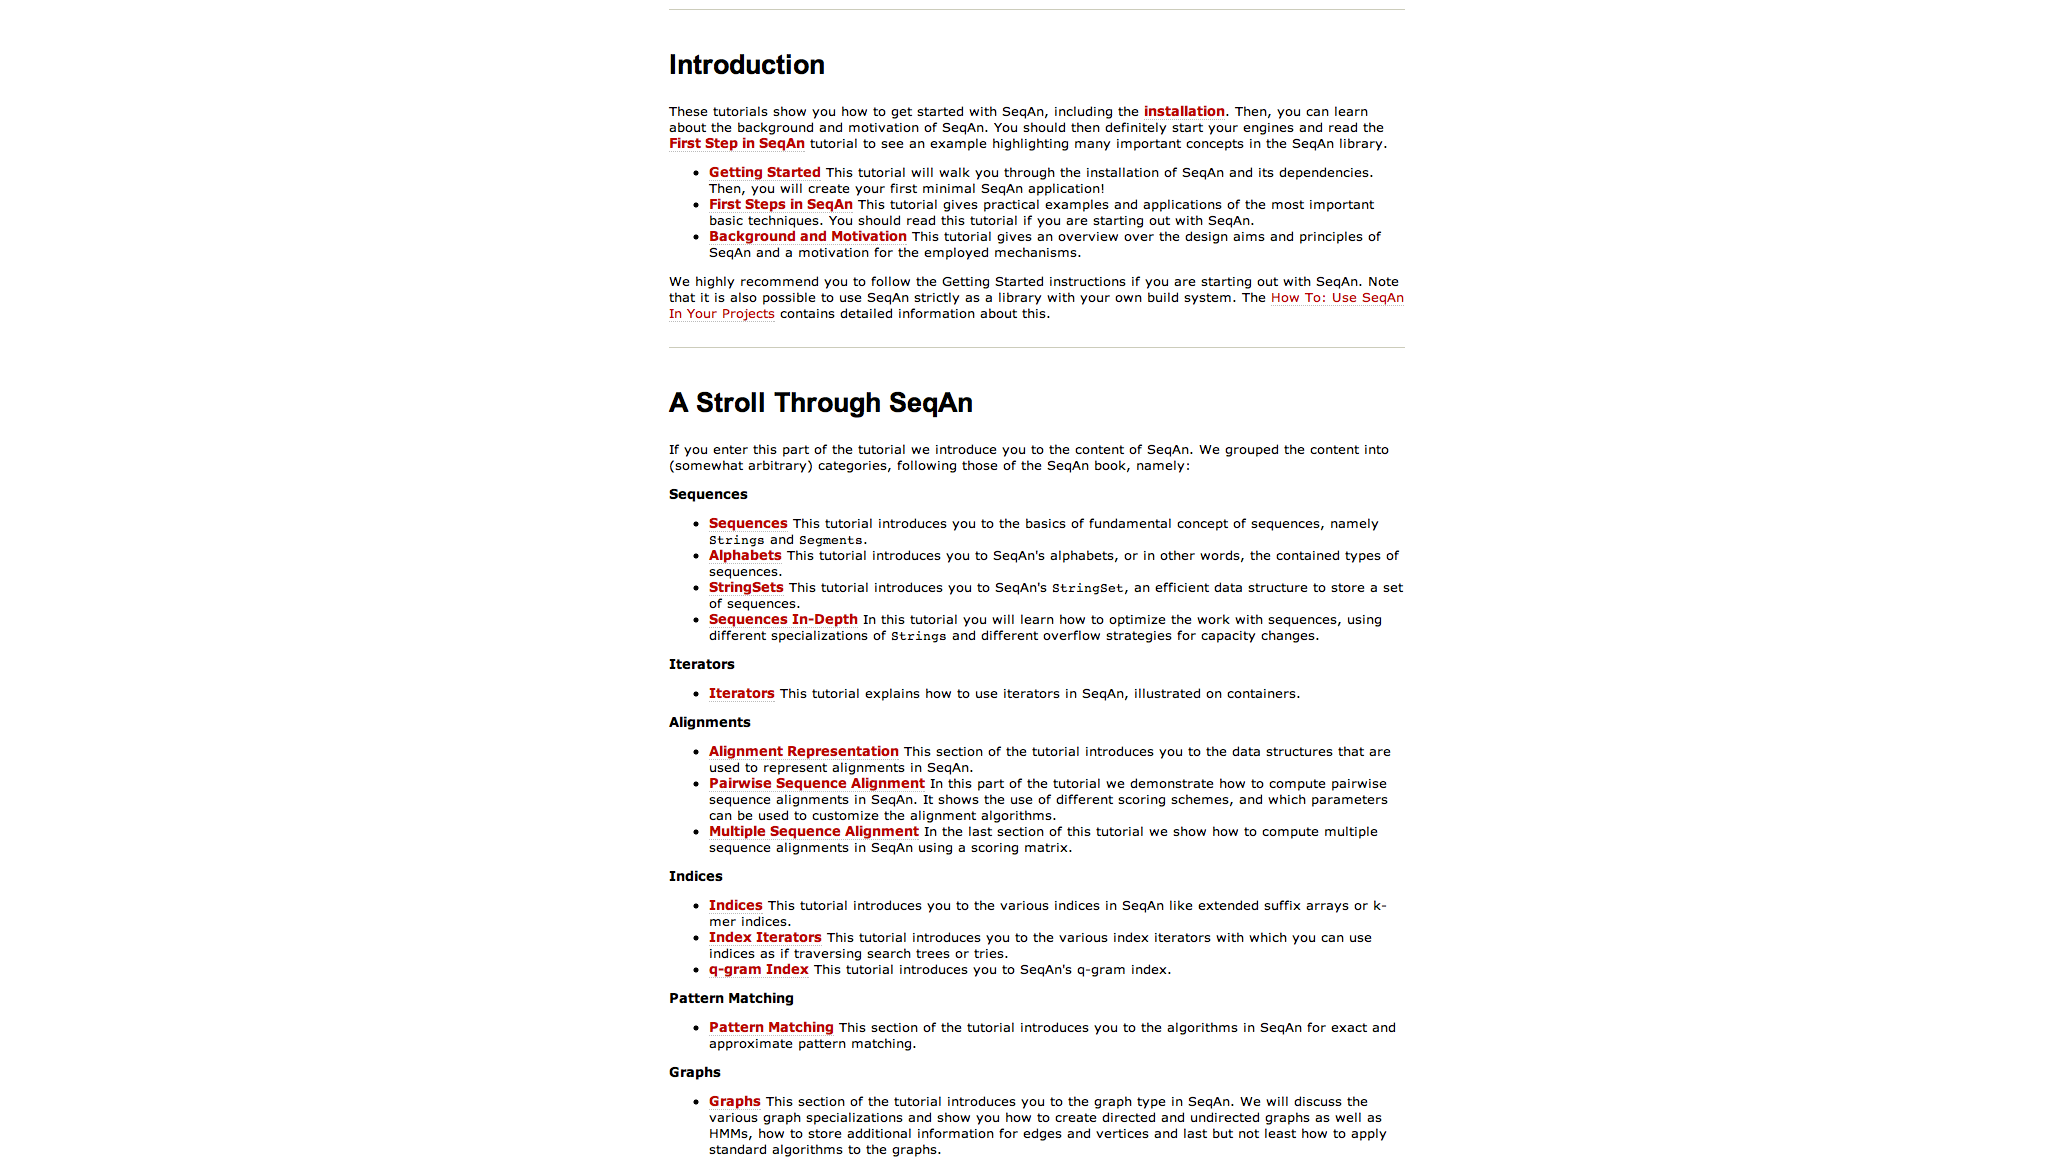 Introduction
These tutorials show you how to get started with SeqAn, including the installation. Then, you can learn
about the background and motivation of SeqAn. You should then definitely start your engines and read the
First Step in SeqAn tutorial to see an example highlighting many important concepts in the SeqAn library.
• Getting Started This tutorial will walk you through the installation of SeqAn and its dependencies.
Then, you will create your first minimal SeqAn application!
• First Steps in SeqAn This tutorial gives practical examples and applications of the most important
basic techniques. You should read this tutorial if you are starting out with SeqAn.
• Background and Motivation This tutorial gives an overview over the design aims and principles of
SeqAn and a motivation for the employed mechanisms.
We highly recommend you to follow the Getting Started instructions if you are starting out with SeqAn. Note
that it is also possible to use SeqAn strictly as a library with your own build system. The How To: Use SeqAn
In Your Projects contains detailed information about this.
A Stroll Through SeqAn
If you enter this part of the tutorial we introduce you to the content of SeqAn. We grouped the content into
(somewhat arbitrary) categories, following those of the SeqAn book, namely:
Sequences
• Sequences This tutorial introduces you to the basics of fundamental concept of sequences, namely
Strings and Segments.
• Alphabets This tutorial introduces you to SeqAn's alphabets, or in other words, the contained types of
sequences.
• StringSets This tutorial introduces you to SeqAn's StringSet, an efficient data structure to store a set
of sequences.
• Sequences In-Depth In this tutorial you will learn how to optimize the work with sequences, using
different specializations of Strings and different overflow strategies for capacity changes.
Iterators
• Iterators This tutorial explains how to use iterators in SeqAn, illustrated on containers.
Alignments
• Alignment Representation This section of the tutorial introduces you to the data structures that are
used to represent alignments in SeqAn.
• Pairwise Sequence Alignment In this part of the tutorial we demonstrate how to compute pairwise
sequence alignments in SeqAn. It shows the use of different scoring schemes, and which parameters
can be used to customize the alignment algorithms.
• Multiple Sequence Alignment In the last section of this tutorial we show how to compute multiple
sequence alignments in SeqAn using a scoring matrix.
Indices
• Indices This tutorial introduces you to the various indices in SeqAn like extended suffix arrays or k-
mer indices.
• Index Iterators This tutorial introduces you to the various index iterators with which you can use
indices as if traversing search trees or tries.
• q-gram Index This tutorial introduces you to SeqAn's q-gram index.
Pattern Matching
• Pattern Matching This section of the tutorial introduces you to the algorithms in SeqAn for exact and
approximate pattern matching.
Graphs
• Graphs This section of the tutorial introduces you to the graph type in SeqAn. We will discuss the
various graph specializations and show you how to create directed and undirected graphs as well as
HMMs, how to store additional information for edges and vertices and last but not least how to apply
standard algorithms to the graphs.